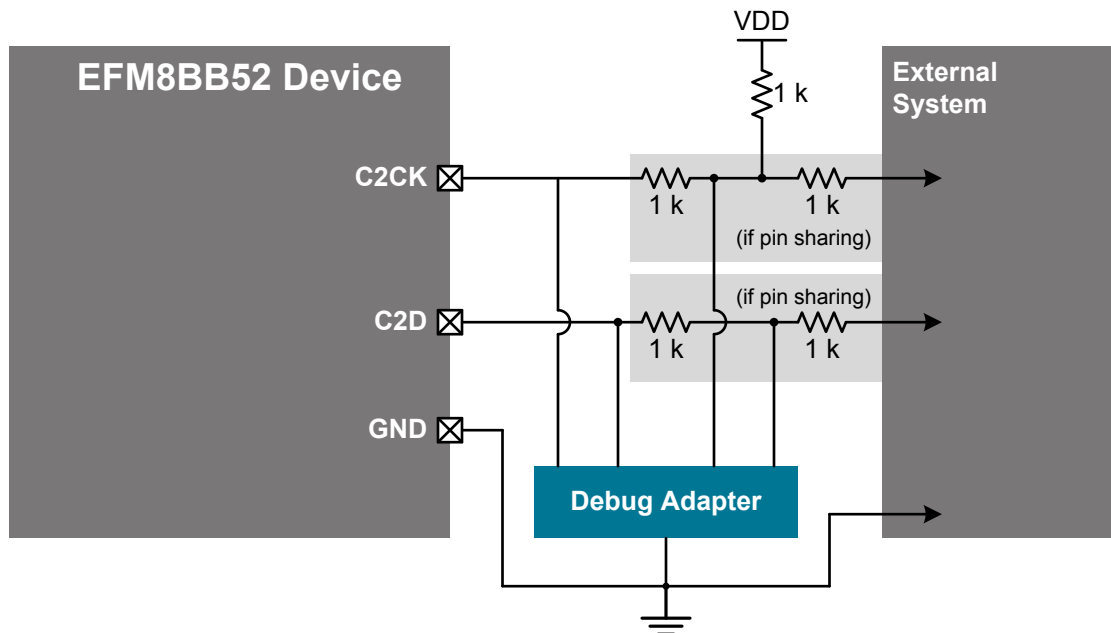 VDD
EFM8BB52 Device
External
System
1 k
C2CK
1 k
1 k
(if pin sharing)
(if pin sharing)
C2D
1 k
1 k
GND
Debug Adapter